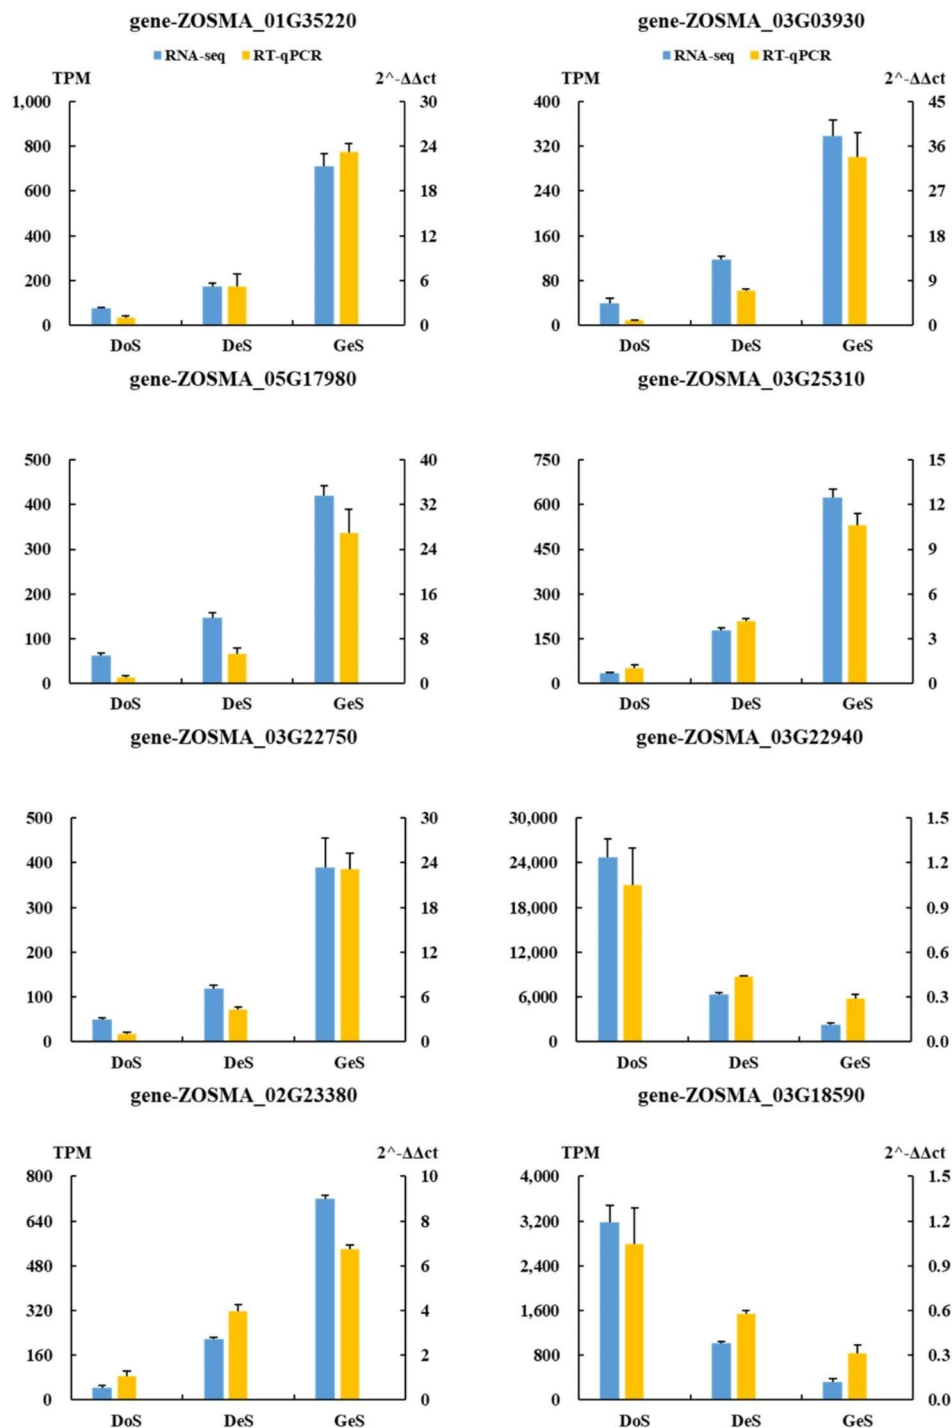 gene-ZOSMA_01G35220
RNA-seq RT-qPCR
TPM 2^-ΔΔct
1,000 30
800 24
600 18
400 12
200 6
0 0
DoS DeS GeS
gene-ZOSMA_03G03930
RNA-seq RT-qPCR
TPM 2^-ΔΔct
400 45
320 36
240 27
160 18
80 9
0 0
DoS DeS GeS
gene-ZOSMA_05G17980
500 40
400 32
300 24
200 16
100 8
0 0
DoS DeS GeS
gene-ZOSMA_03G25310
750 15
600 12
450 9
300 6
150 3
0 0
DoS DeS GeS
gene-ZOSMA_03G22750
500 30
400 24
300 18
200 12
100 6
0 0
DoS DeS GeS
gene-ZOSMA_03G22940
30,000 1.5
24,000 1.2
18,000 0.9
12,000 0.6
6,000 0.3
0 0.0
DoS DeS GeS
gene-ZOSMA_02G23380
TPM 2^-ΔΔct
800 10
640 8
480 6
320 4
160 2
0 0
DoS DeS GeS
gene-ZOSMA_03G18590
TPM 2^-ΔΔct
4,000 1.5
3,200 1.2
2,400 0.9
1,600 0.6
800 0.3
0 0.0
DoS DeS GeS